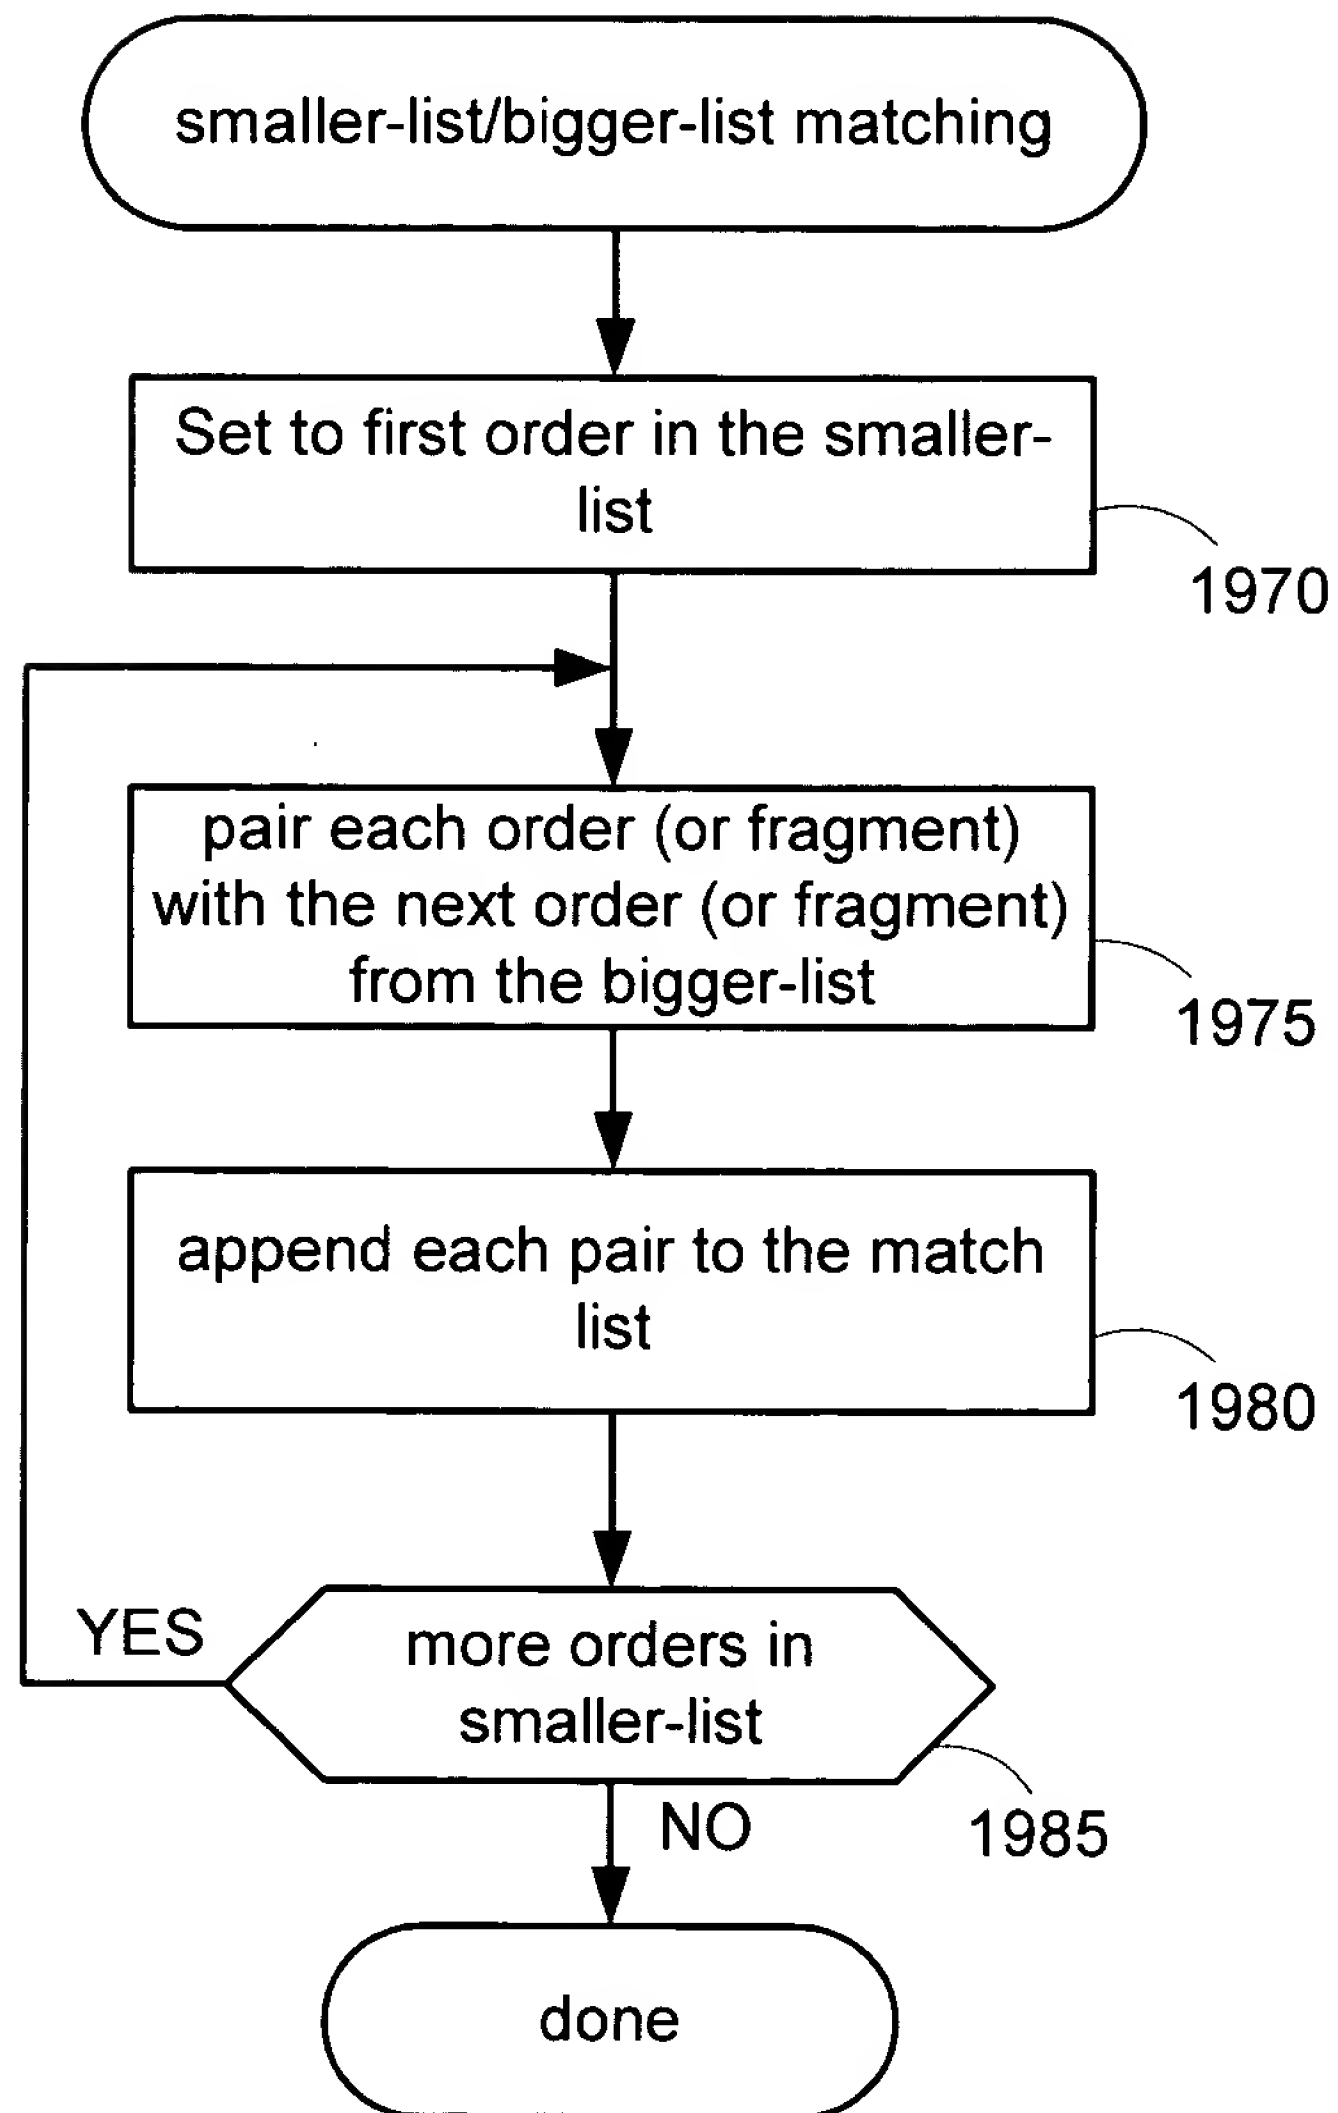 smaller-list/bigger-list matching
Set to first order in the smaller-
list
1970
pair each order (or fragment)
with the next order (or fragment)
from the bigger-list
1975
append each pair to the match
list
1980
YES
more orders in
smaller-list
1985
NO
done